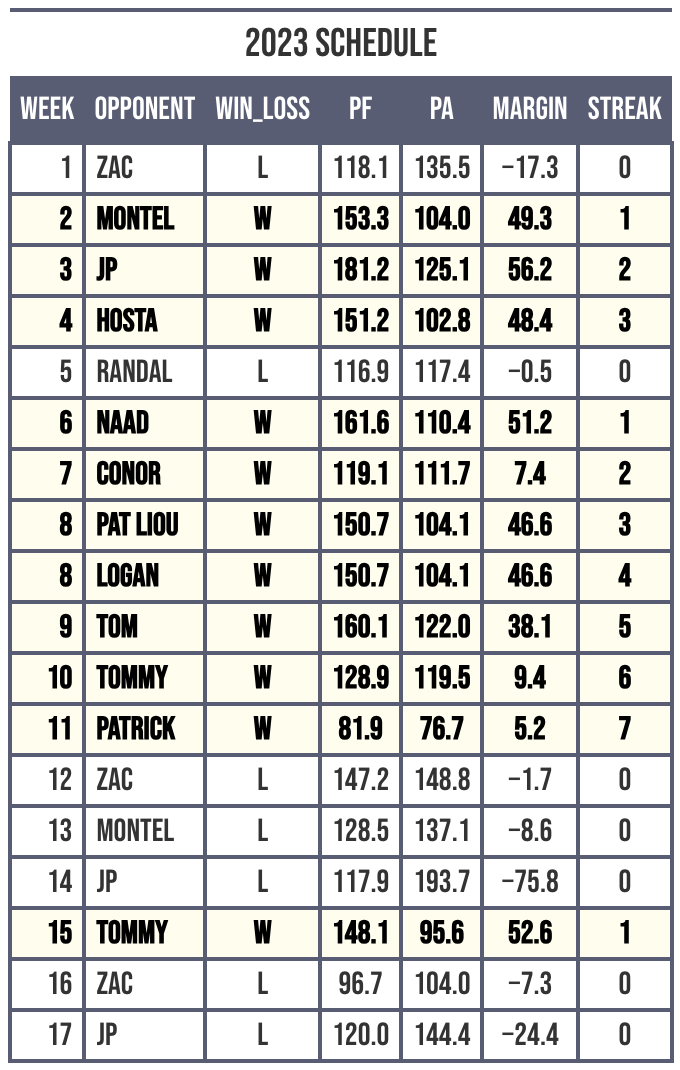 2023 SCHEDULE
WEEK OPPONENT WIN_LOSS PF PA MARGIN STREAK
1 ZAC L 118.1 135.5 −17.3 0
2 MONTEL W 153.3 104.0 49.3 1
3 JP W 181.2 125.1 56.2 2
4 HOSTA W 151.2 102.8 48.4 3
5 RANDAL L 116.9 117.4 −0.5 0
6 NAAD W 161.6 110.4 51.2 1
7 CONOR W 119.1 111.7 7.4 2
8 PAT LIOU W 150.7 104.1 46.6 3
8 LOGAN W 150.7 104.1 46.6 4
9 TOM W 160.1 122.0 38.1 5
10 TOMMY W 128.9 119.5 9.4 6
11 PATRICK W 81.9 76.7 5.2 7
12 ZAC L 147.2 148.8 −1.7 0
13 MONTEL L 128.5 137.1 −8.6 0
14 JP L 117.9 193.7 −75.8 0
15 TOMMY W 148.1 95.6 52.6 1
16 ZAC L 96.7 104.0 −7.3 0
17 JP L 120.0 144.4 −24.4 0